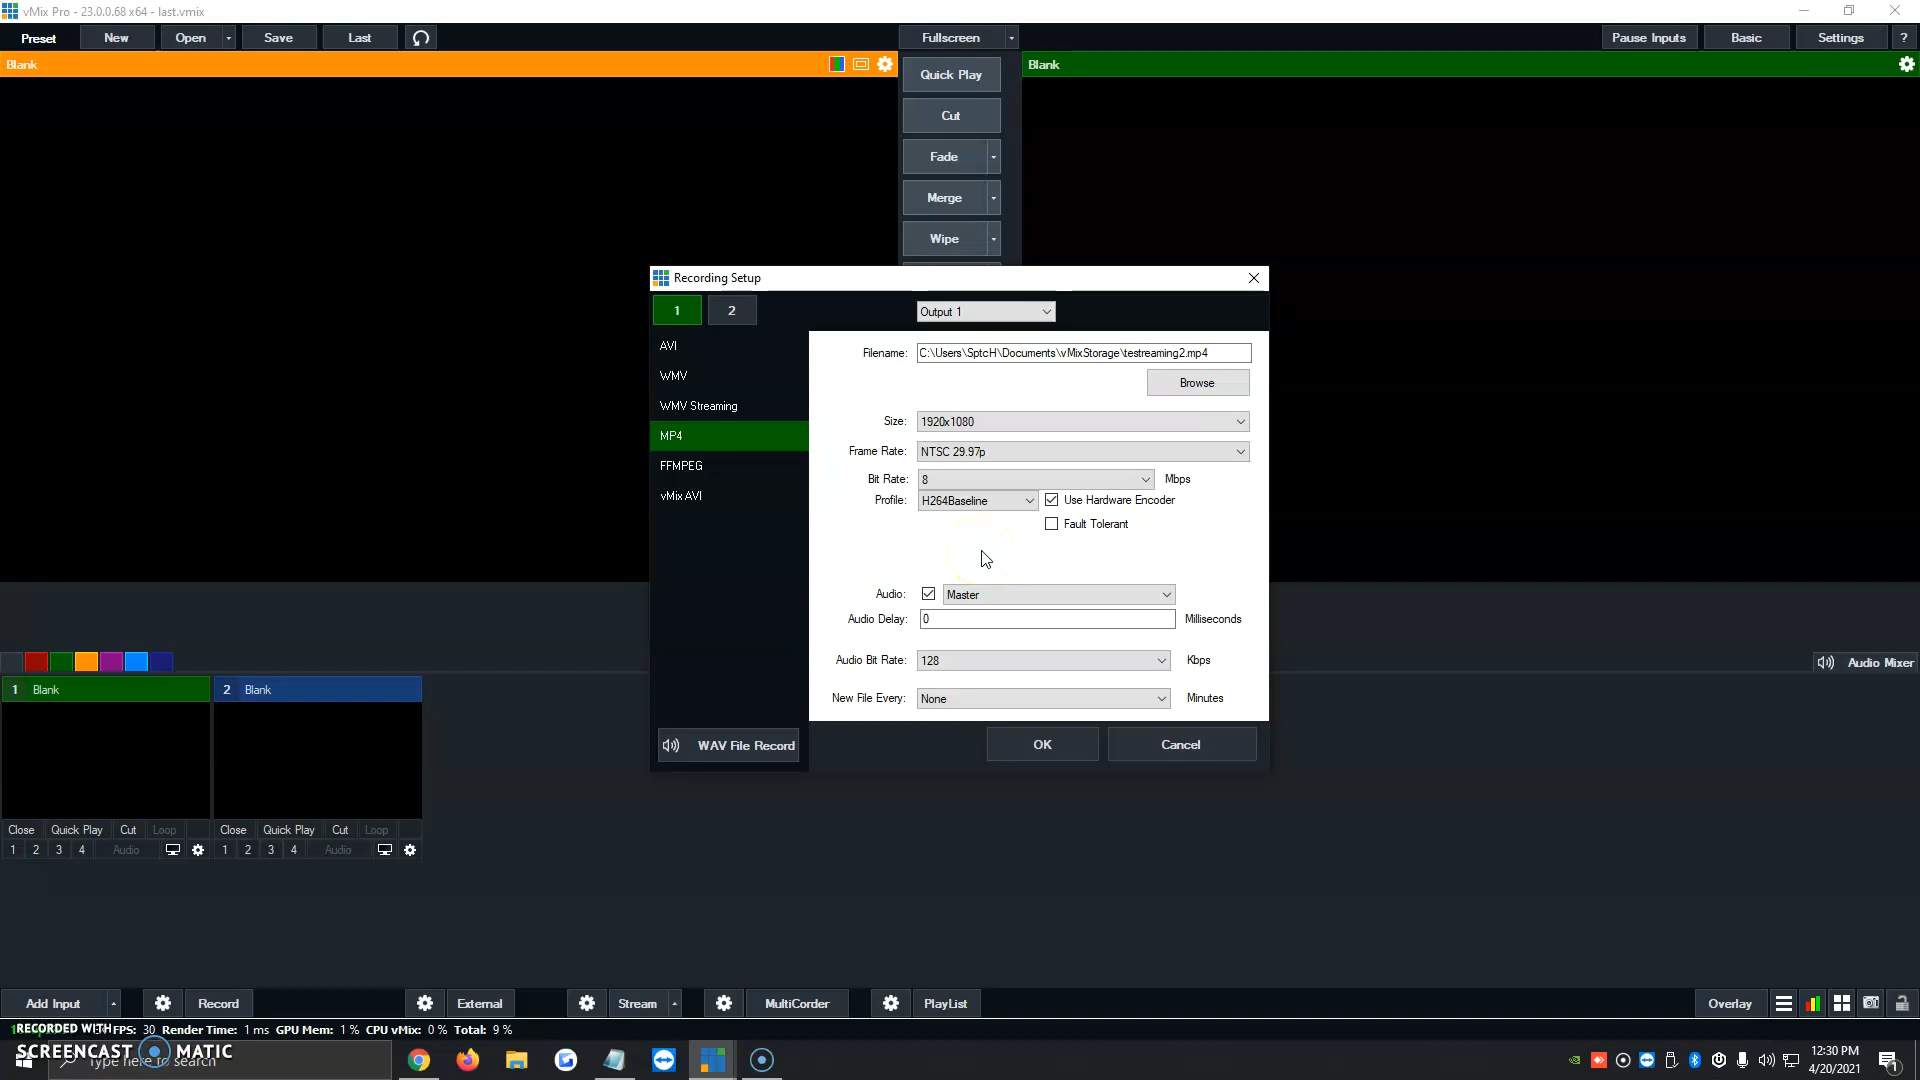 vMix Pro - 23.0.0.68 x64 - last.vmix
Preset New Open Save Last Fullscreen Pause Inputs Basic Settings ?
Blank
Blank
Quick Play
Cut
Fade
Merge
Wipe
Recording Setup
1 2 Output 1
AVI
WMV
WMV Streaming
MP4
FFMPEG
vMix AVI
Filename: C:\Users\SptcH\Documents\vMixStorage\testreaming2.mp4
Browse
Size: 1920x1080
Frame Rate: NTSC 29.97p
Bit Rate: 8 Mbps
Profile: H264Baseline Use Hardware Encoder
Fault Tolerant
Audio: Master
Audio Delay: 0 Milliseconds
Audio Bit Rate: 128 Kbps
New File Every: None Minutes
WAV File Record OK Cancel
Audio Mixer
1 Blank 2 Blank
Close Quick Play Cut Loop Close Quick Play Cut Loop
1 2 3 4 Audio 1 2 3 4 Audio
Add Input Record External Stream MultiCorder PlayList Overlay
FPS: 30 Render Time: 1 ms GPU Mem: 1 % CPU vMix: 0 % Total: 9 %
RECORDED WITH
SCREENCAST MATIC
Type here to search
12:30 PM
4/20/2021
1